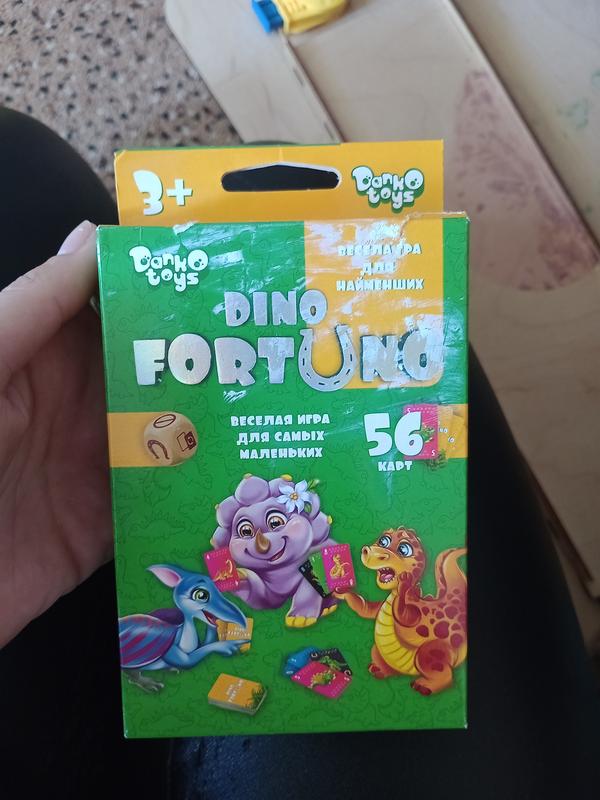 3+
Danko
toys
Danko
toys
ВЕСЕЛА ГРА
ДЛЯ
НАЙМЕНШИХ
DINO
FORTUNO
ВЕСЕЛАЯ ИГРА
ДЛЯ САМЫХ
МАЛЕНЬКИХ
56
КАРТ